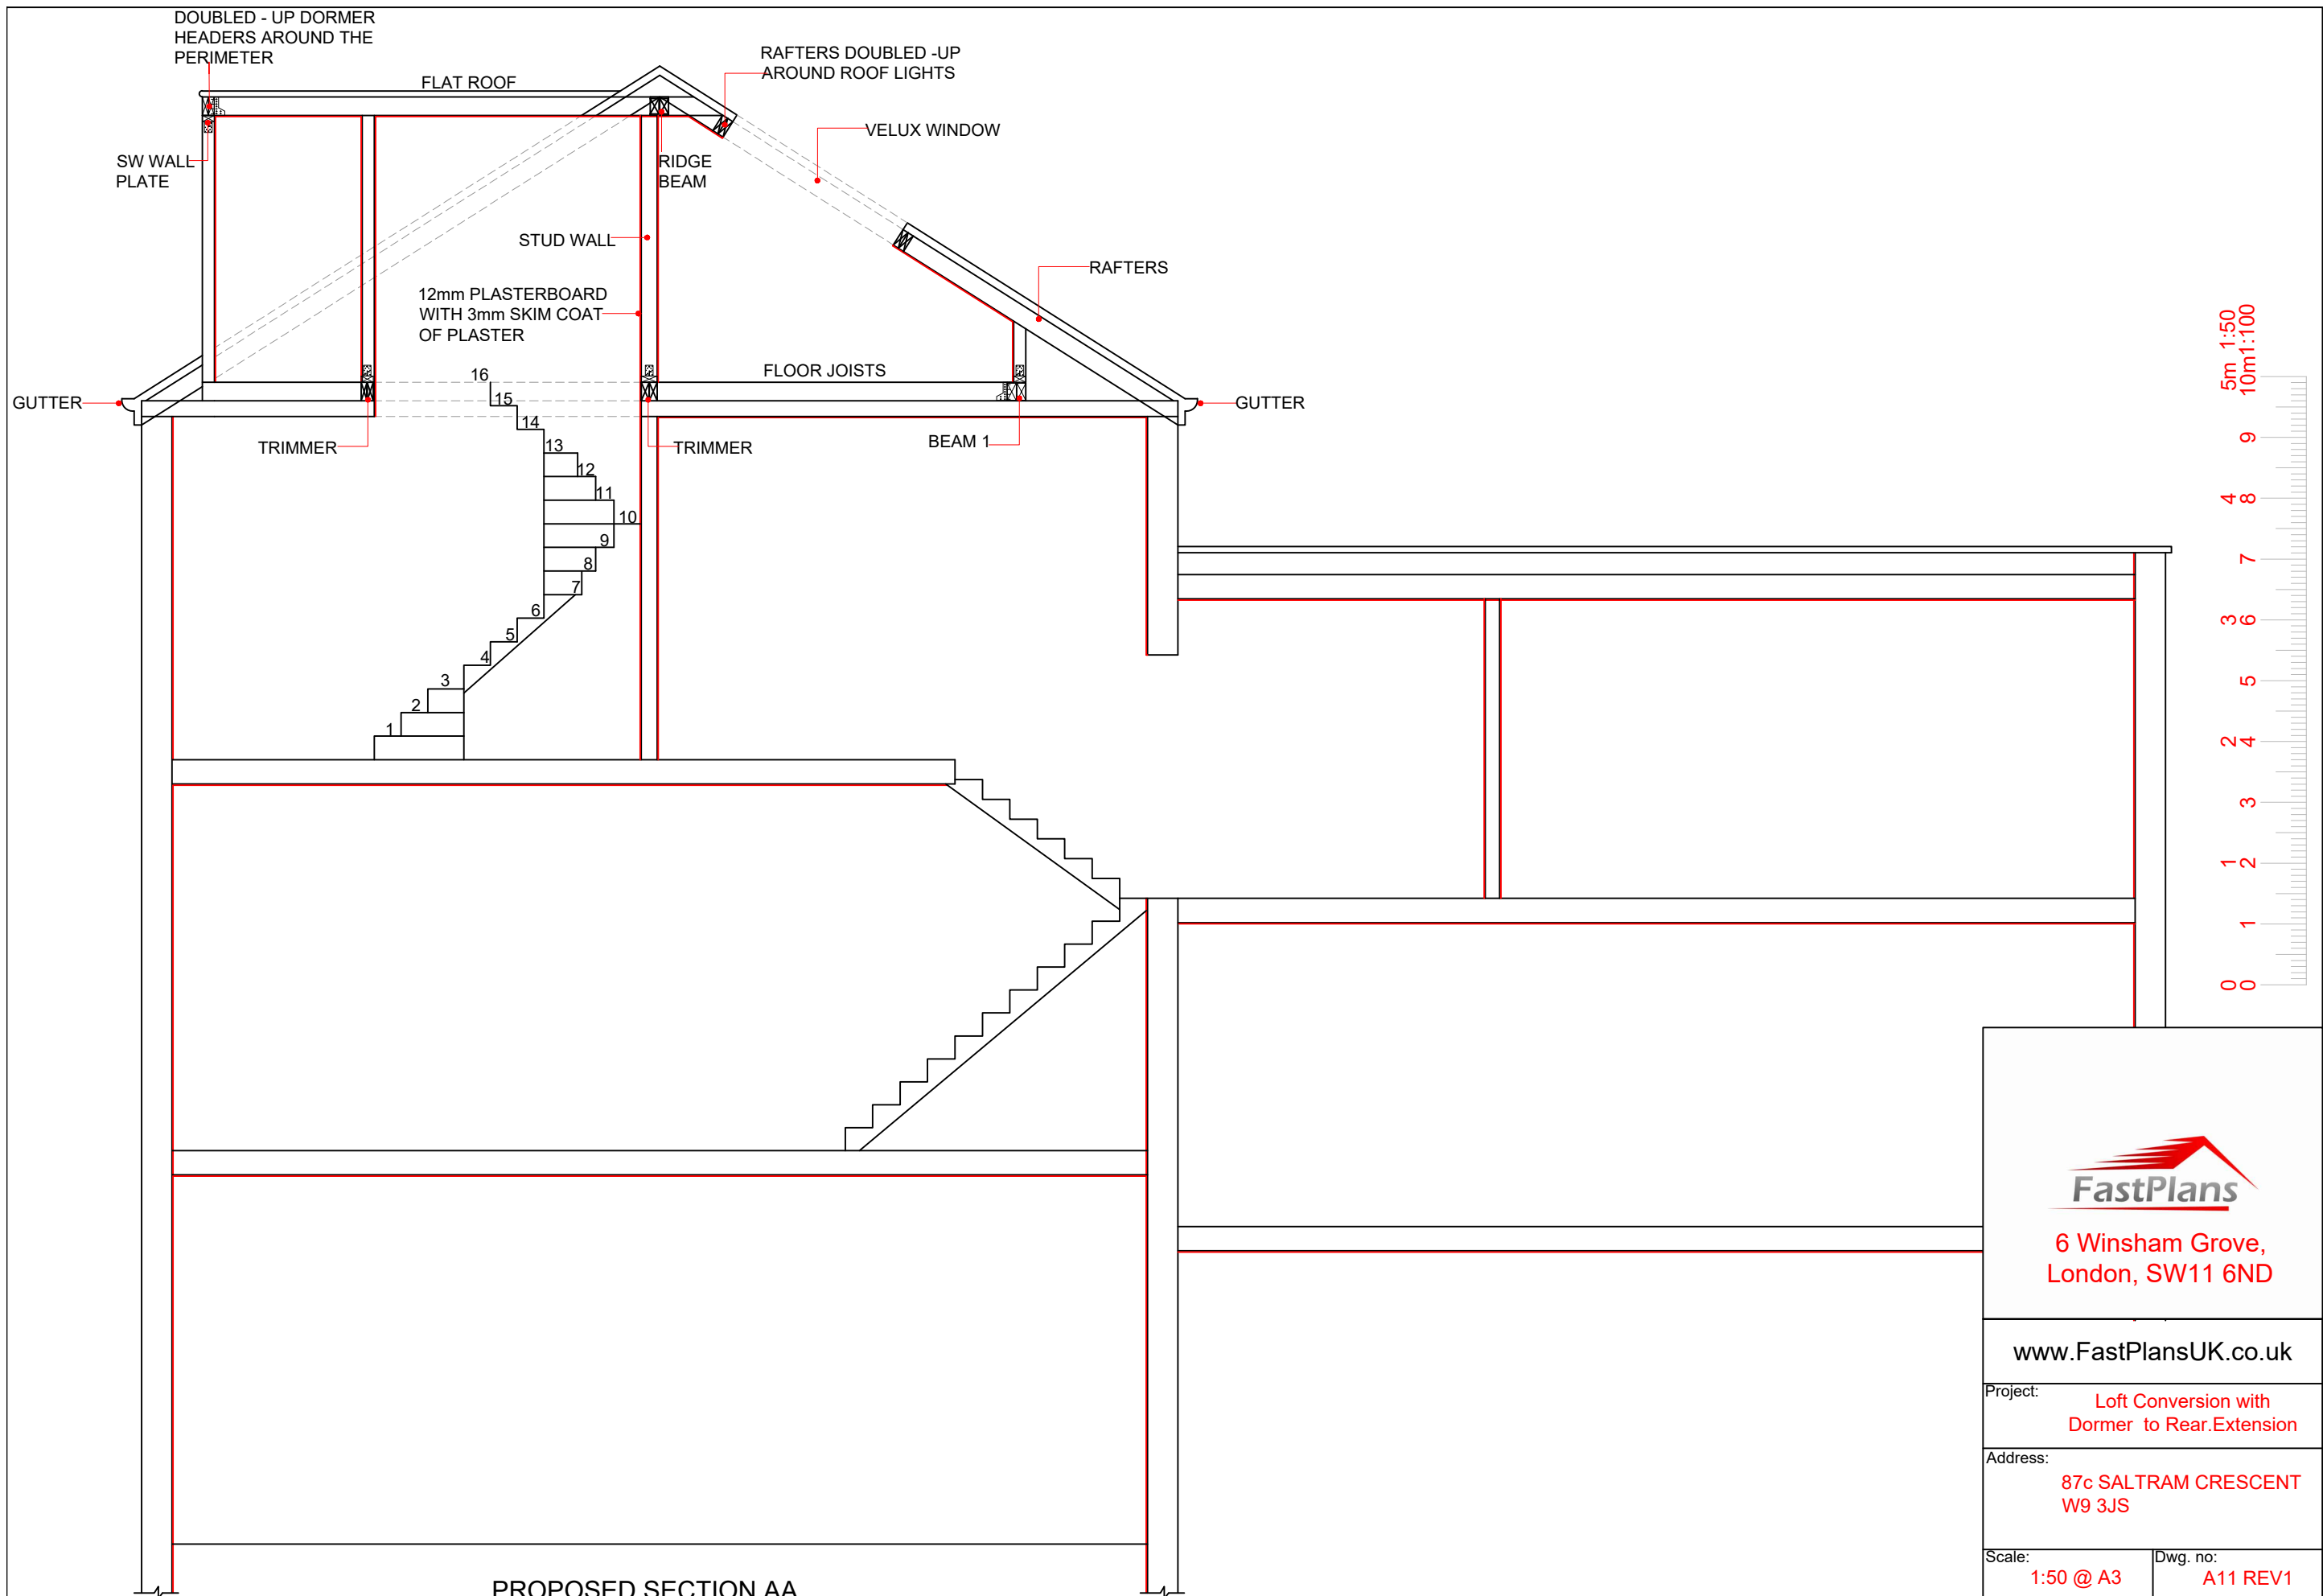 DOUBLED - UP DORMER
HEADERS AROUND THE
PERIMETER
FLAT ROOF
RAFTERS DOUBLED -UP
AROUND ROOF LIGHTS
VELUX WINDOW
SW WALL
PLATE
RIDGE
BEAM
STUD WALL
RAFTERS
12mm PLASTERBOARD
WITH 3mm SKIM COAT
OF PLASTER
FLOOR JOISTS
GUTTER
GUTTER
TRIMMER
TRIMMER
BEAM 1
16
15
14
13
12
11
10
9
8
7
6
5
4
3
2
1
5m 1:50
10m1:100
9
4 8
7
3 6
5
2 4
3
1 2
1
0 0
FastPlans
6 Winsham Grove,
London, SW11 6ND
www.FastPlansUK.co.uk
Project:
Loft Conversion with
Dormer to Rear.Extension
Address:
87c SALTRAM CRESCENT
W9 3JS
Scale:
1:50 @ A3
Dwg. no:
A11 REV1
PROPOSED SECTION AA